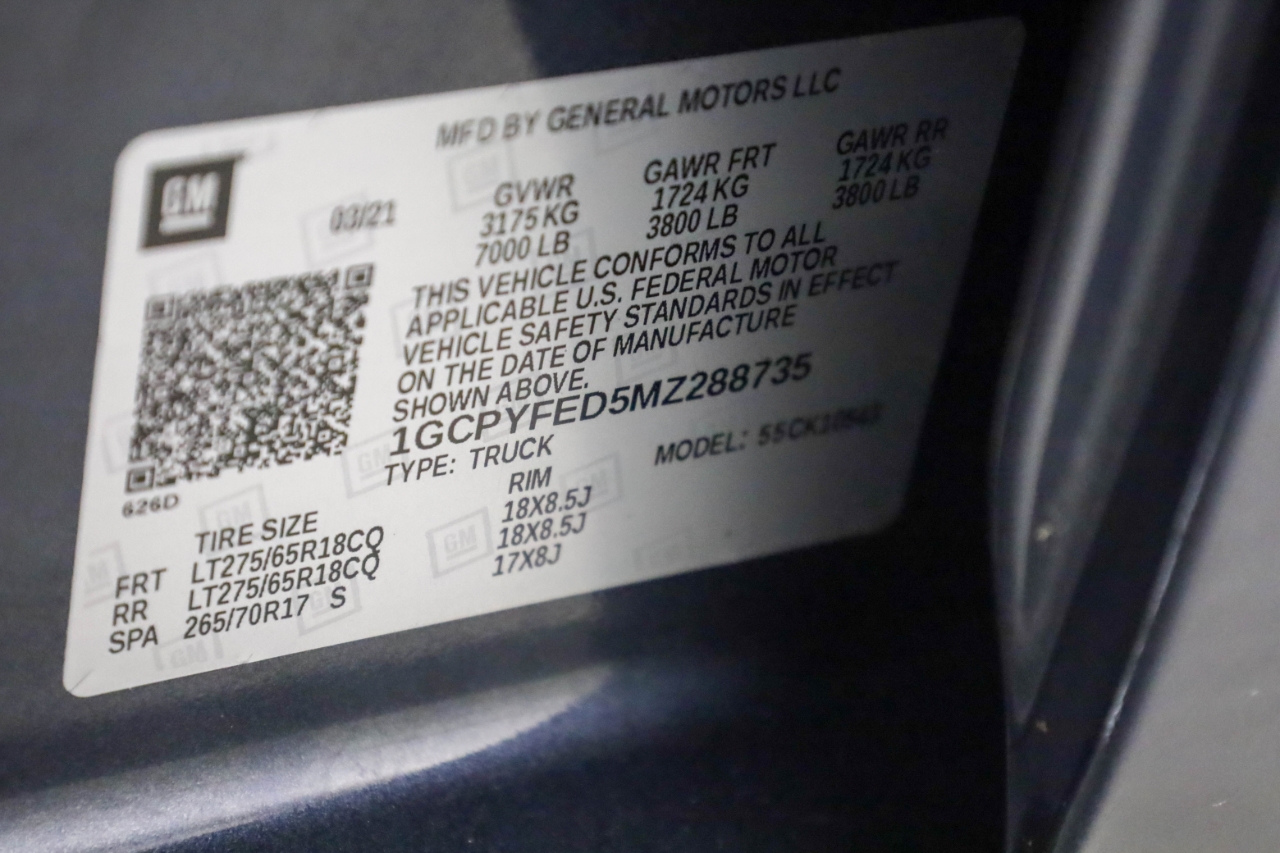 MFD BY GENERAL MOTORS LLC
GM
03/21
GVWR GAWR FRT GAWR RR
3175 KG 1724 KG 1724 KG
7000 LB 3800 LB 3800 LB
THIS VEHICLE CONFORMS TO ALL
APPLICABLE U.S. FEDERAL MOTOR
VEHICLE SAFETY STANDARDS IN EFFECT
ON THE DATE OF MANUFACTURE
SHOWN ABOVE.
1GCPYFED5MZ288735
TYPE: TRUCK MODEL:
626D
TIRE SIZE RIM
FRT LT275/65R18CQ 18X8.5J
RR LT275/65R18CQ 18X8.5J
SPA 265/70R17 S 17X8J